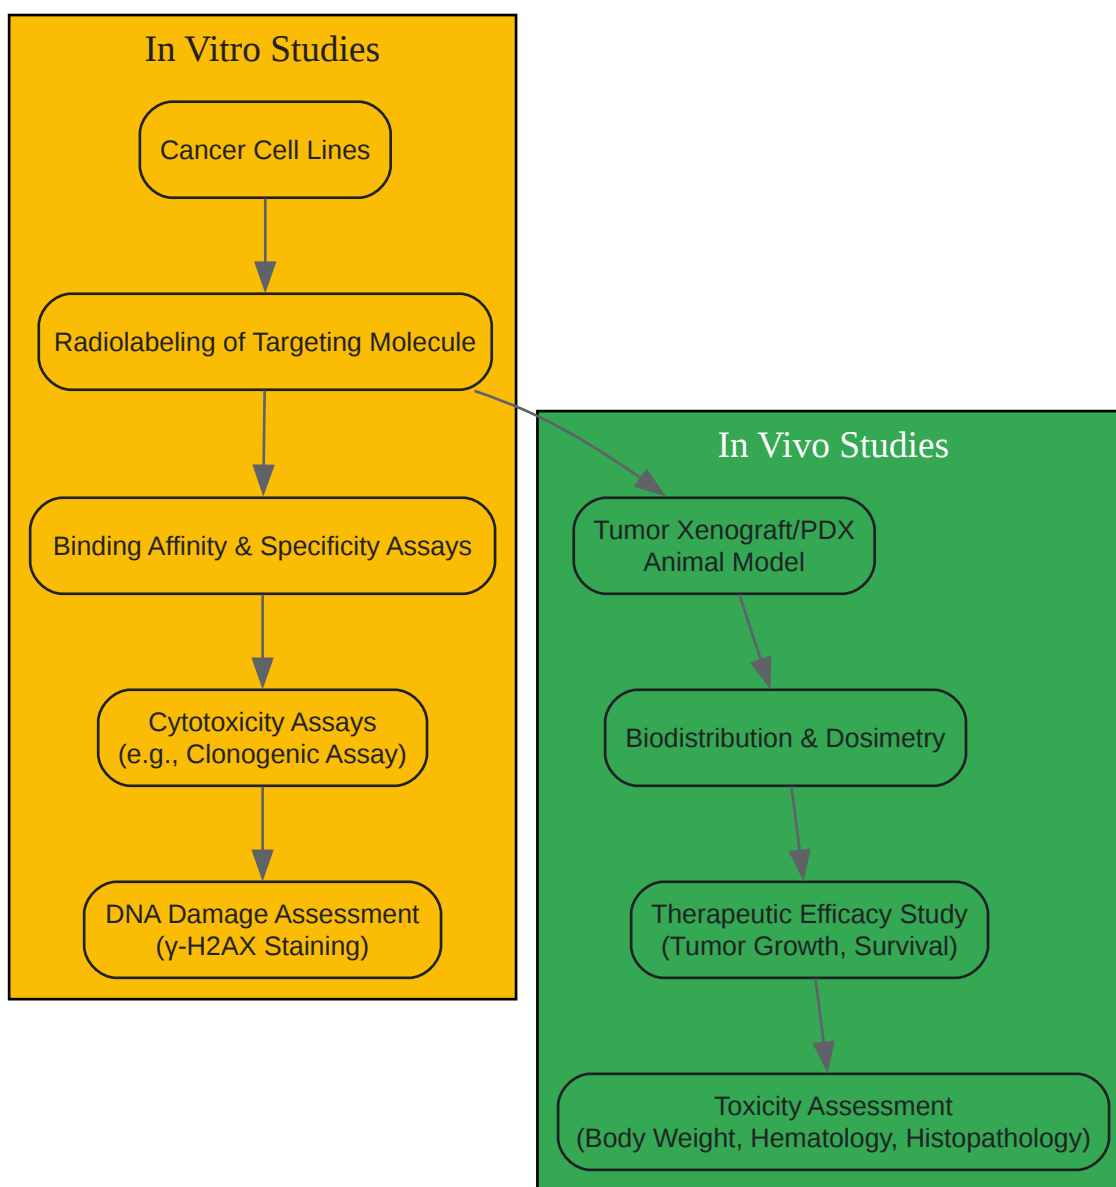 In Vitro Studies
Cancer Cell Lines
Radiolabeling of Targeting Molecule
Binding Affinity & Specificity Assays
Cytotoxicity Assays
(e.g., Clonogenic Assay)
DNA Damage Assessment
(γ-H2AX Staining)
In Vivo Studies
Tumor Xenograft/PDX
Animal Model
Biodistribution & Dosimetry
Therapeutic Efficacy Study
(Tumor Growth, Survival)
Toxicity Assessment
(Body Weight, Hematology, Histopathology)